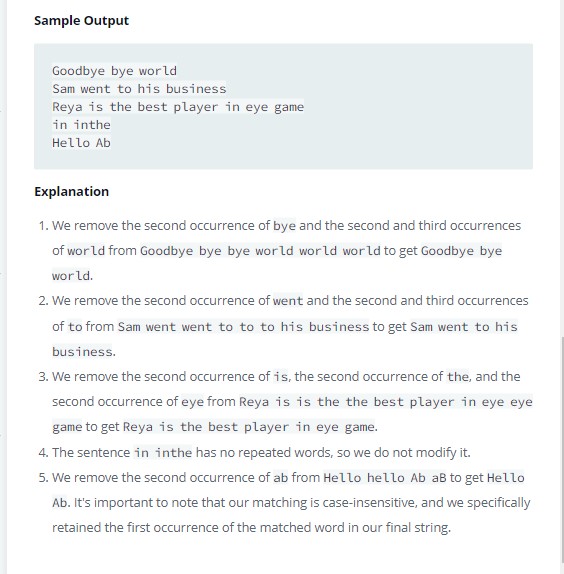 Sample Output
Goodbye bye world
Sam went to his business
Reya is the best player in eye game
in inthe
Hello Ab
Explanation
1. We remove the second occurrence of bye and the second and third occurrences
of world from Goodbye bye bye world world world to get Goodbye bye
world.
2. We remove the second occurrence of went and the second and third occurrences
of to from Sam went went to to to his business to get Sam went to his
business.
3. We remove the second occurrence of is, the second occurrence of the, and the
second occurrence of eye from Reya is is the the best player in eye eye
game to get Reya is the best player in eye game.
4. The sentence in inthe has no repeated words, so we do not modify it.
5. We remove the second occurrence of ab from Hello hello Ab aB to get Hello
Ab. It's important to note that our matching is case-insensitive, and we specifically
retained the first occurrence of the matched word in our final string.